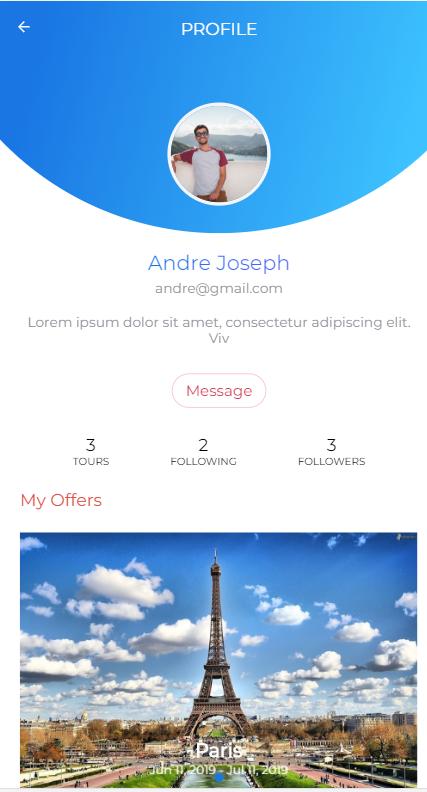 PROFILE
Andre Joseph
andre@gmail.com
Lorem ipsum dolor sit amet, consectetur adipiscing elit.
Viv
Message
3 2 3
TOURS FOLLOWING FOLLOWERS
My Offers
Paris
Jun 11, 2019 - Jul 11, 2019